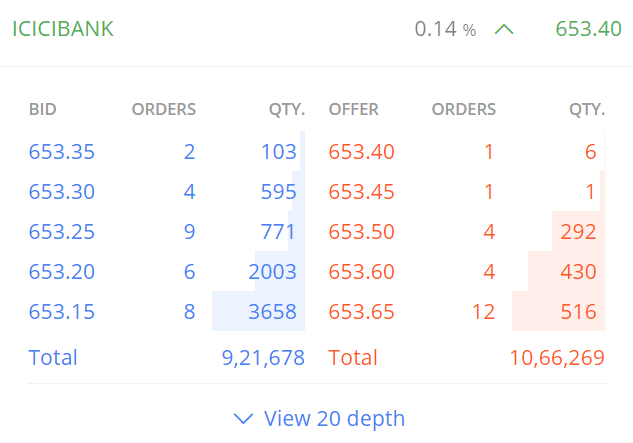 ICICIBANK 0.14 % 653.40
BID ORDERS QTY. OFFER ORDERS QTY.
653.35 2 103 653.40 1 6
653.30 4 595 653.45 1 1
653.25 9 771 653.50 4 292
653.20 6 2003 653.60 4 430
653.15 8 3658 653.65 12 516
Total 9,21,678 Total 10,66,269
View 20 depth